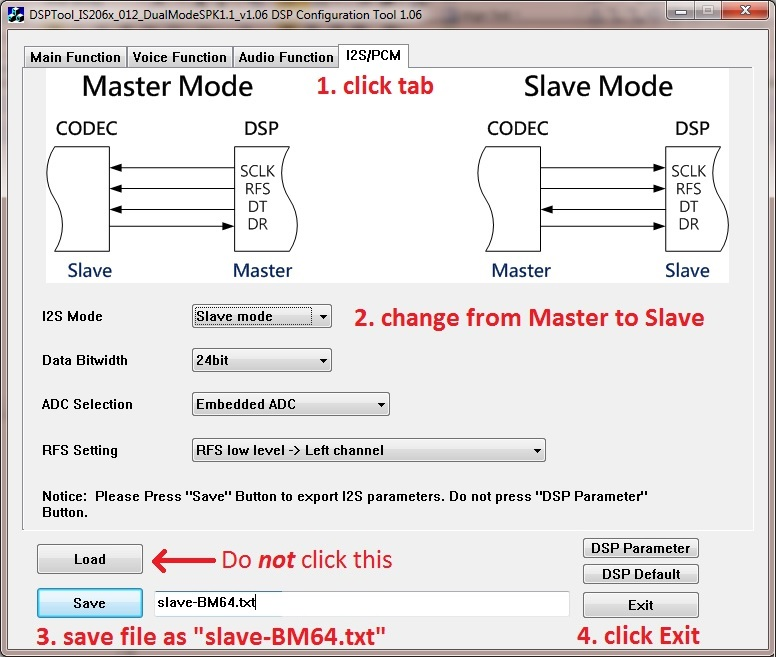 DSPTool_IS206x_012_DualModeSPK1.1_v1.06 DSP Configuration Tool 1.06
Main Function Voice Function Audio Function I2S/PCM
1. click tab
Master Mode Slave Mode
CODEC DSP CODEC DSP
SCLK SCLK
RFS RFS
DT DT
DR DR
Slave Master Master Slave
I2S Mode Slave mode 2. change from Master to Slave
Data Bitwidth 24bit
ADC Selection Embedded ADC
RFS Setting RFS low level -> Left channel
Notice: Please Press "Save" Button to export I2S parameters. Do not press "DSP Parameter"
Button.
Load Do not click this DSP Parameter
DSP Default
Save slave-BM64.txt Exit
3. save file as "slave-BM64.txt" 4. click Exit